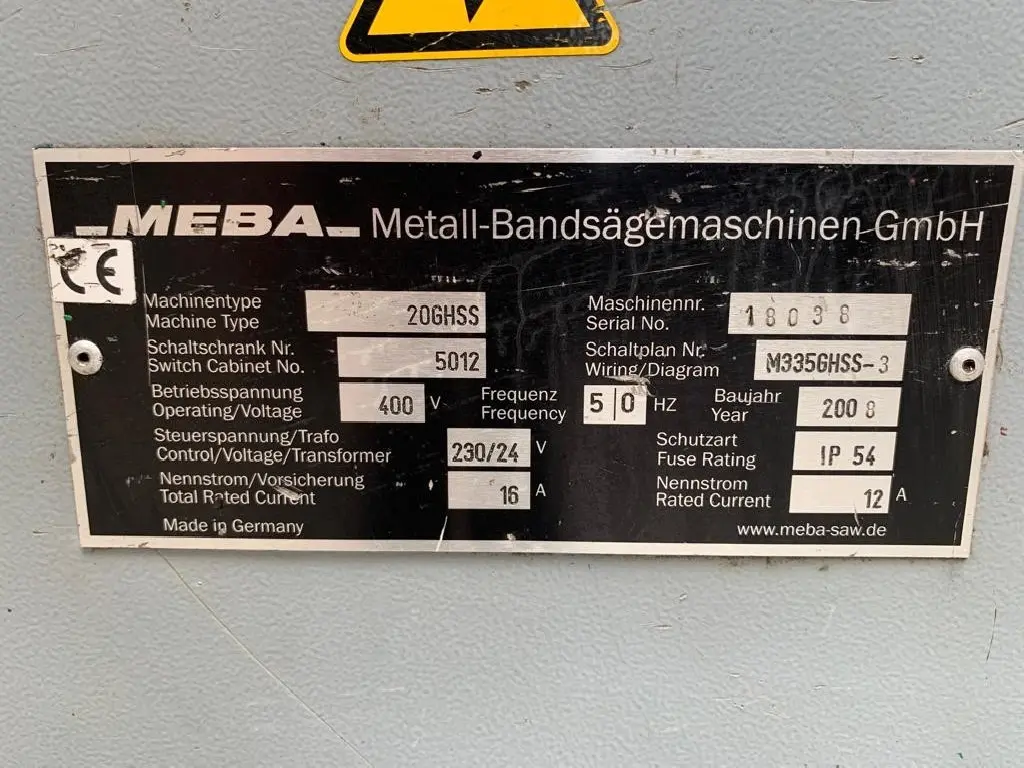 MEBA Metall-Bandsägemaschinen GmbH
CE
Machinentype
Machine Type 20GHSS
Maschinennr.
Serial No. 18038
Schaltschrank Nr.
Switch Cabinet No. 5012
Schaltplan Nr.
Wiring/Diagram M335GHSS-3
Betriebsspannung
Operating/Voltage 400 V
Frequenz
Frequency 50 HZ
Baujahr
Year 2008
Steuerspannung/Trafo
Control/Voltage/Transformer 230/24 V
Schutzart
Fuse Rating IP 54
Nennstrom/Vorsicherung
Total Rated Current 16 A
Nennstrom
Rated Current 12 A
Made in Germany
www.meba-saw.de